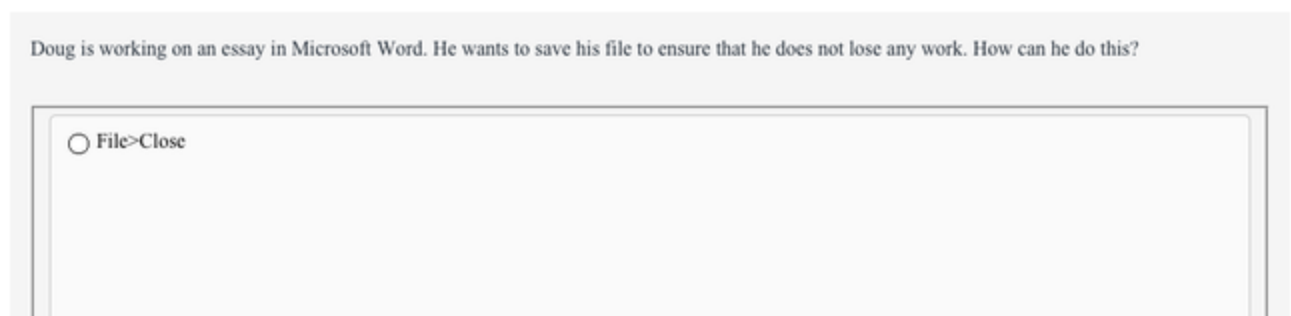 Doug is working on an essay in Microsoft Word. He wants to save his file to ensure that he does not lose any work. How can he do this?
File>Close